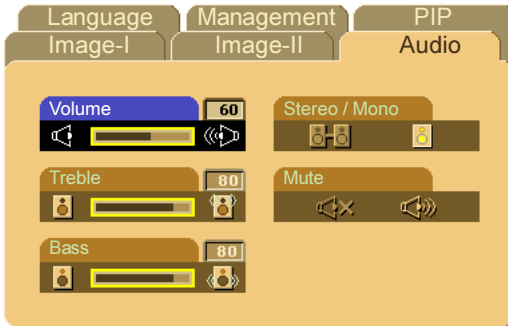 Language Management PIP
Image-I Image-II Audio
Volume 60
Stereo / Mono
Treble 80
Mute
Bass 80